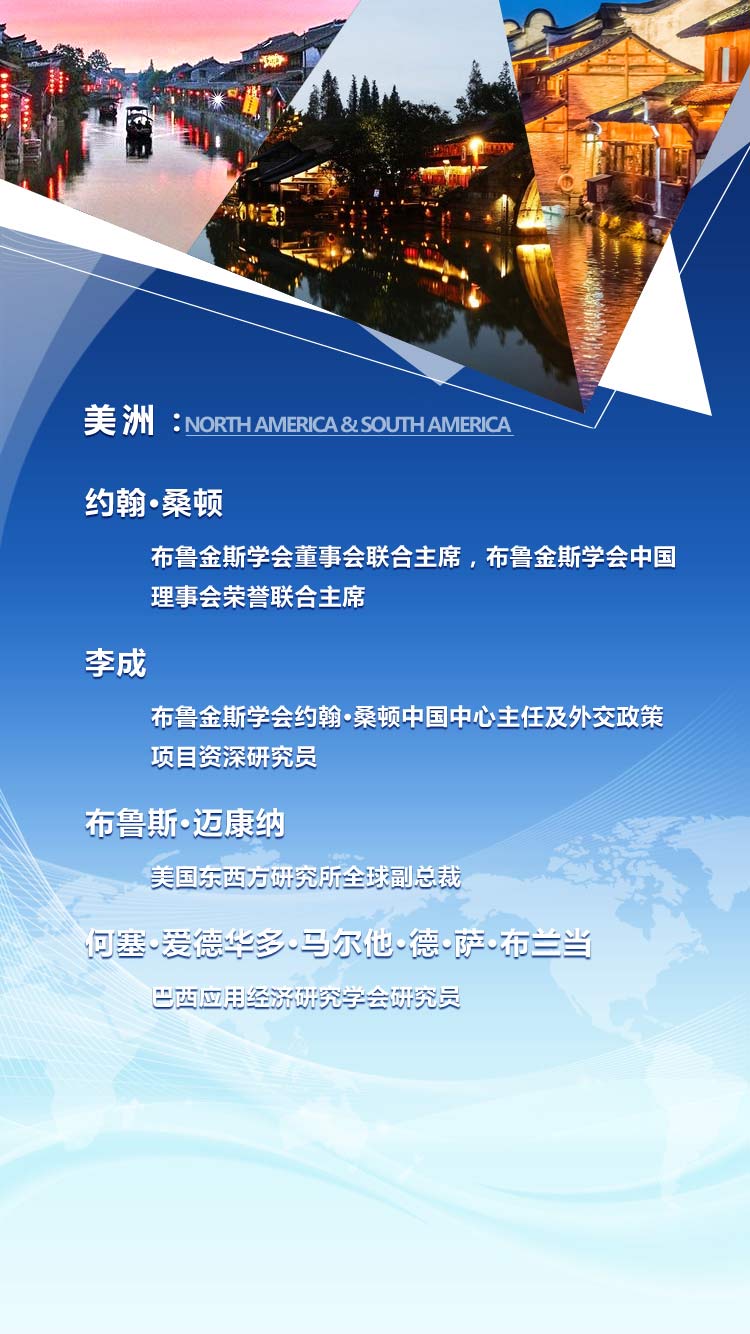 美洲：NORTH AMERICA & SOUTH AMERICA
约翰·桑顿
布鲁金斯学会董事会联合主席，布鲁金斯学会中国
理事会荣誉联合主席
李成
布鲁金斯学会约翰·桑顿中国中心主任及外交政策
项目资深研究员
布鲁斯·迈康纳
美国东西方研究所全球副总裁
何塞·爱德华多·马尔他·德·萨·布兰当
巴西应用经济研究学会研究员